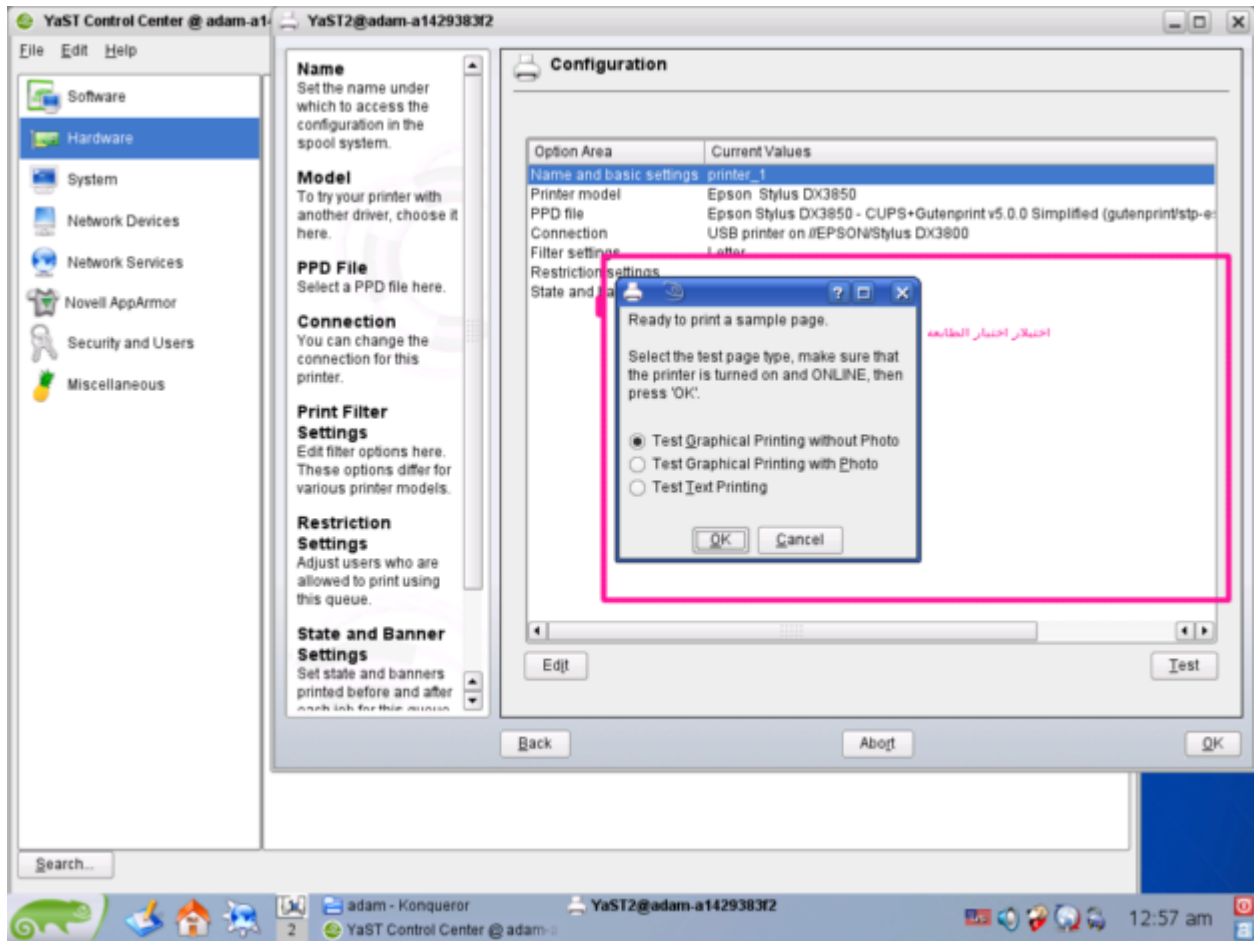 YaST Control Center @ adam-a1
YaST2@adam-a1429383f2
File Edit Help
Software
Hardware
System
Network Devices
Network Services
Novell AppArmor
Security and Users
Miscellaneous
Search...
Name
Set the name under
which to access the
configuration in the
spool system.
Model
To try your printer with
another driver, choose it
here.
PPD File
Select a PPD file here.
Connection
You can change the
connection for this
printer.
Print Filter
Settings
Edit filter options here.
These options differ for
various printer models.
Restriction
Settings
Adjust users who are
allowed to print using
this queue.
State and Banner
Settings
Set state and banners
printed before and after
each job for this queue
Configuration
Option Area Current Values
Name and basic settings printer_1
Printer model Epson Stylus DX3850
PPD file Epson Stylus DX3850 - CUPS+Gutenprint v5.0.0 Simplified (gutenprint/stp-e
Connection USB printer on //EPSON/Stylus DX3800
Filter settings Letter
Restriction settings
State and ba
Ready to print a sample page.
Select the test page type, make sure that
the printer is turned on and ONLINE, then
press 'OK'.
Test Graphical Printing without Photo
Test Graphical Printing with Photo
Test Text Printing
OK Cancel
اختيلار اختبار الطابعه
Edit Test
Back Abort OK
2
adam - Konqueror
YaST2@adam-a1429383f2
YaST Control Center @ adam-a
12:57 am